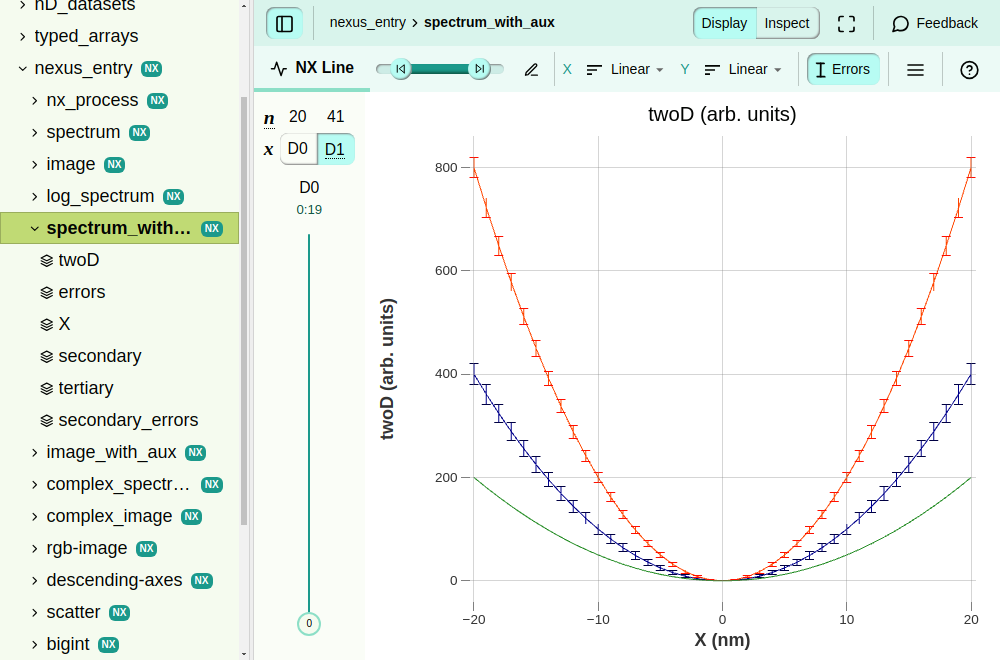 nD_datasets
typed_arrays
nexus_entry NX
nx_process NX
spectrum NX
image NX
log_spectrum NX
spectrum_with... NX
twoD
errors
X
secondary
tertiary
secondary_errors
image_with_aux NX
complex_spectr... NX
complex_image NX
rgb-image NX
descending-axes NX
scatter NX
bigint NX
nexus_entry › spectrum_with_aux
Display Inspect
Feedback
NX Line
X Linear
Y Linear
Errors
n 20 41
x D0 D1
D0
0:19
0
twoD (arb. units)
800
600
400
200
0
twoD (arb. units)
−20 −10 0 10 20
X (nm)